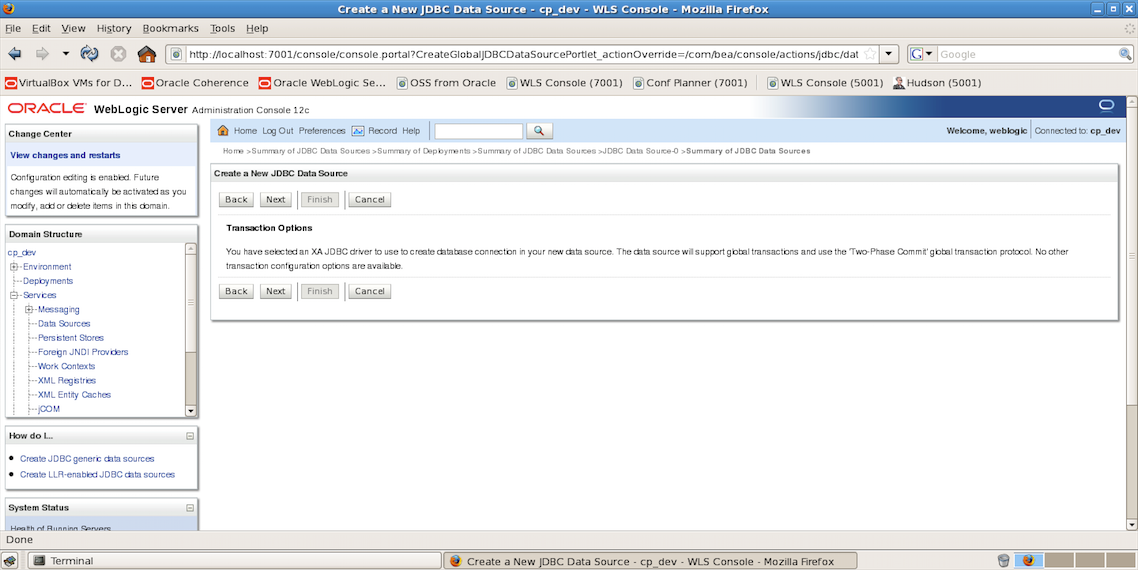 Create a New JDBC Data Source - cp_dev - WLS Console - Mozilla Firefox
File Edit View History Bookmarks Tools Help
http://localhost:7001/console/console.portal?CreateGlobalJDBCDataSourcePortlet_actionOverride=/com/bea/console/actions/jdbc/dat
G Google
VirtualBox VMs for D... Oracle Coherence Oracle WebLogic Se... OSS from Oracle WLS Console (7001) Conf Planner (7001) WLS Console (5001) Hudson (5001)
ORACLE WebLogic Server Administration Console 12c
Change Center
View changes and restarts
Configuration editing is enabled. Future
changes will automatically be activated as you
modify, add or delete items in this domain.
Domain Structure
cp_dev
Environment
Deployments
Services
Messaging
Data Sources
Persistent Stores
Foreign JNDI Providers
Work Contexts
XML Registries
XML Entity Caches
jCOM
How do I...
Create JDBC generic data sources
Create LLR-enabled JDBC data sources
System Status
Health of Running Servers
Home Log Out Preferences Record Help
Welcome, weblogic Connected to: cp_dev
Home >Summary of JDBC Data Sources >Summary of Deployments >Summary of JDBC Data Sources >JDBC Data Source-0 >Summary of JDBC Data Sources
Create a New JDBC Data Source
Back Next Finish Cancel
Transaction Options
You have selected an XA JDBC driver to use to create database connection in your new data source. The data source will support global transactions and use the 'Two-Phase Commit' global transaction protocol. No other
transaction configuration options are available.
Back Next Finish Cancel
Done
Terminal
Create a New JDBC Data Source - cp_dev - WLS Console - Mozilla Firefox